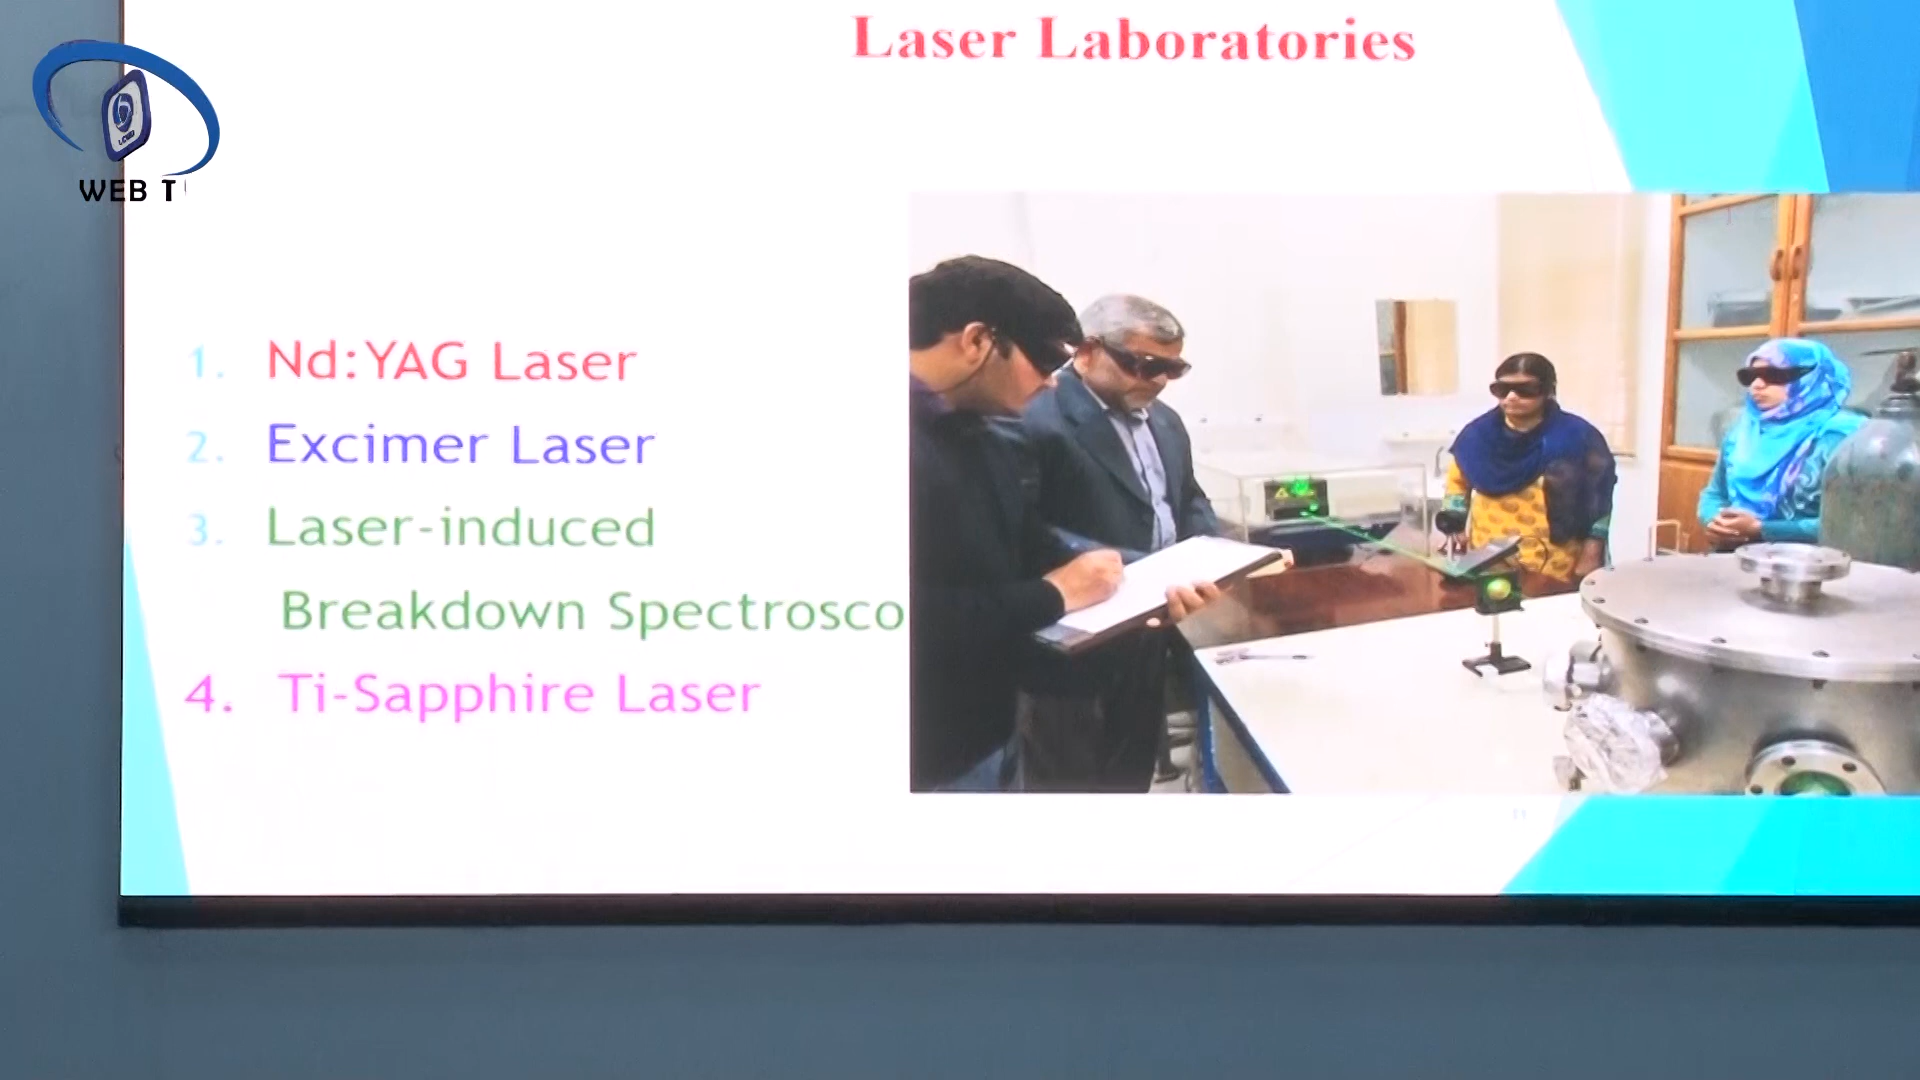 Laser Laboratories
WEB T
1. Nd:YAG Laser
2. Excimer Laser
3. Laser-induced
Breakdown Spectrosco
4. Ti-Sapphire Laser